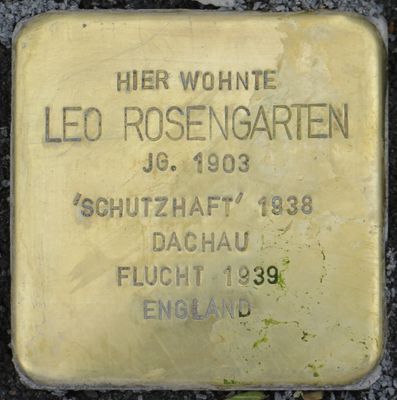 HIER WOHNTE
LEO ROSENGARTEN
JG. 1903
'SCHUTZHAFT' 1938
DACHAU
FLUCHT 1939
ENGLAND